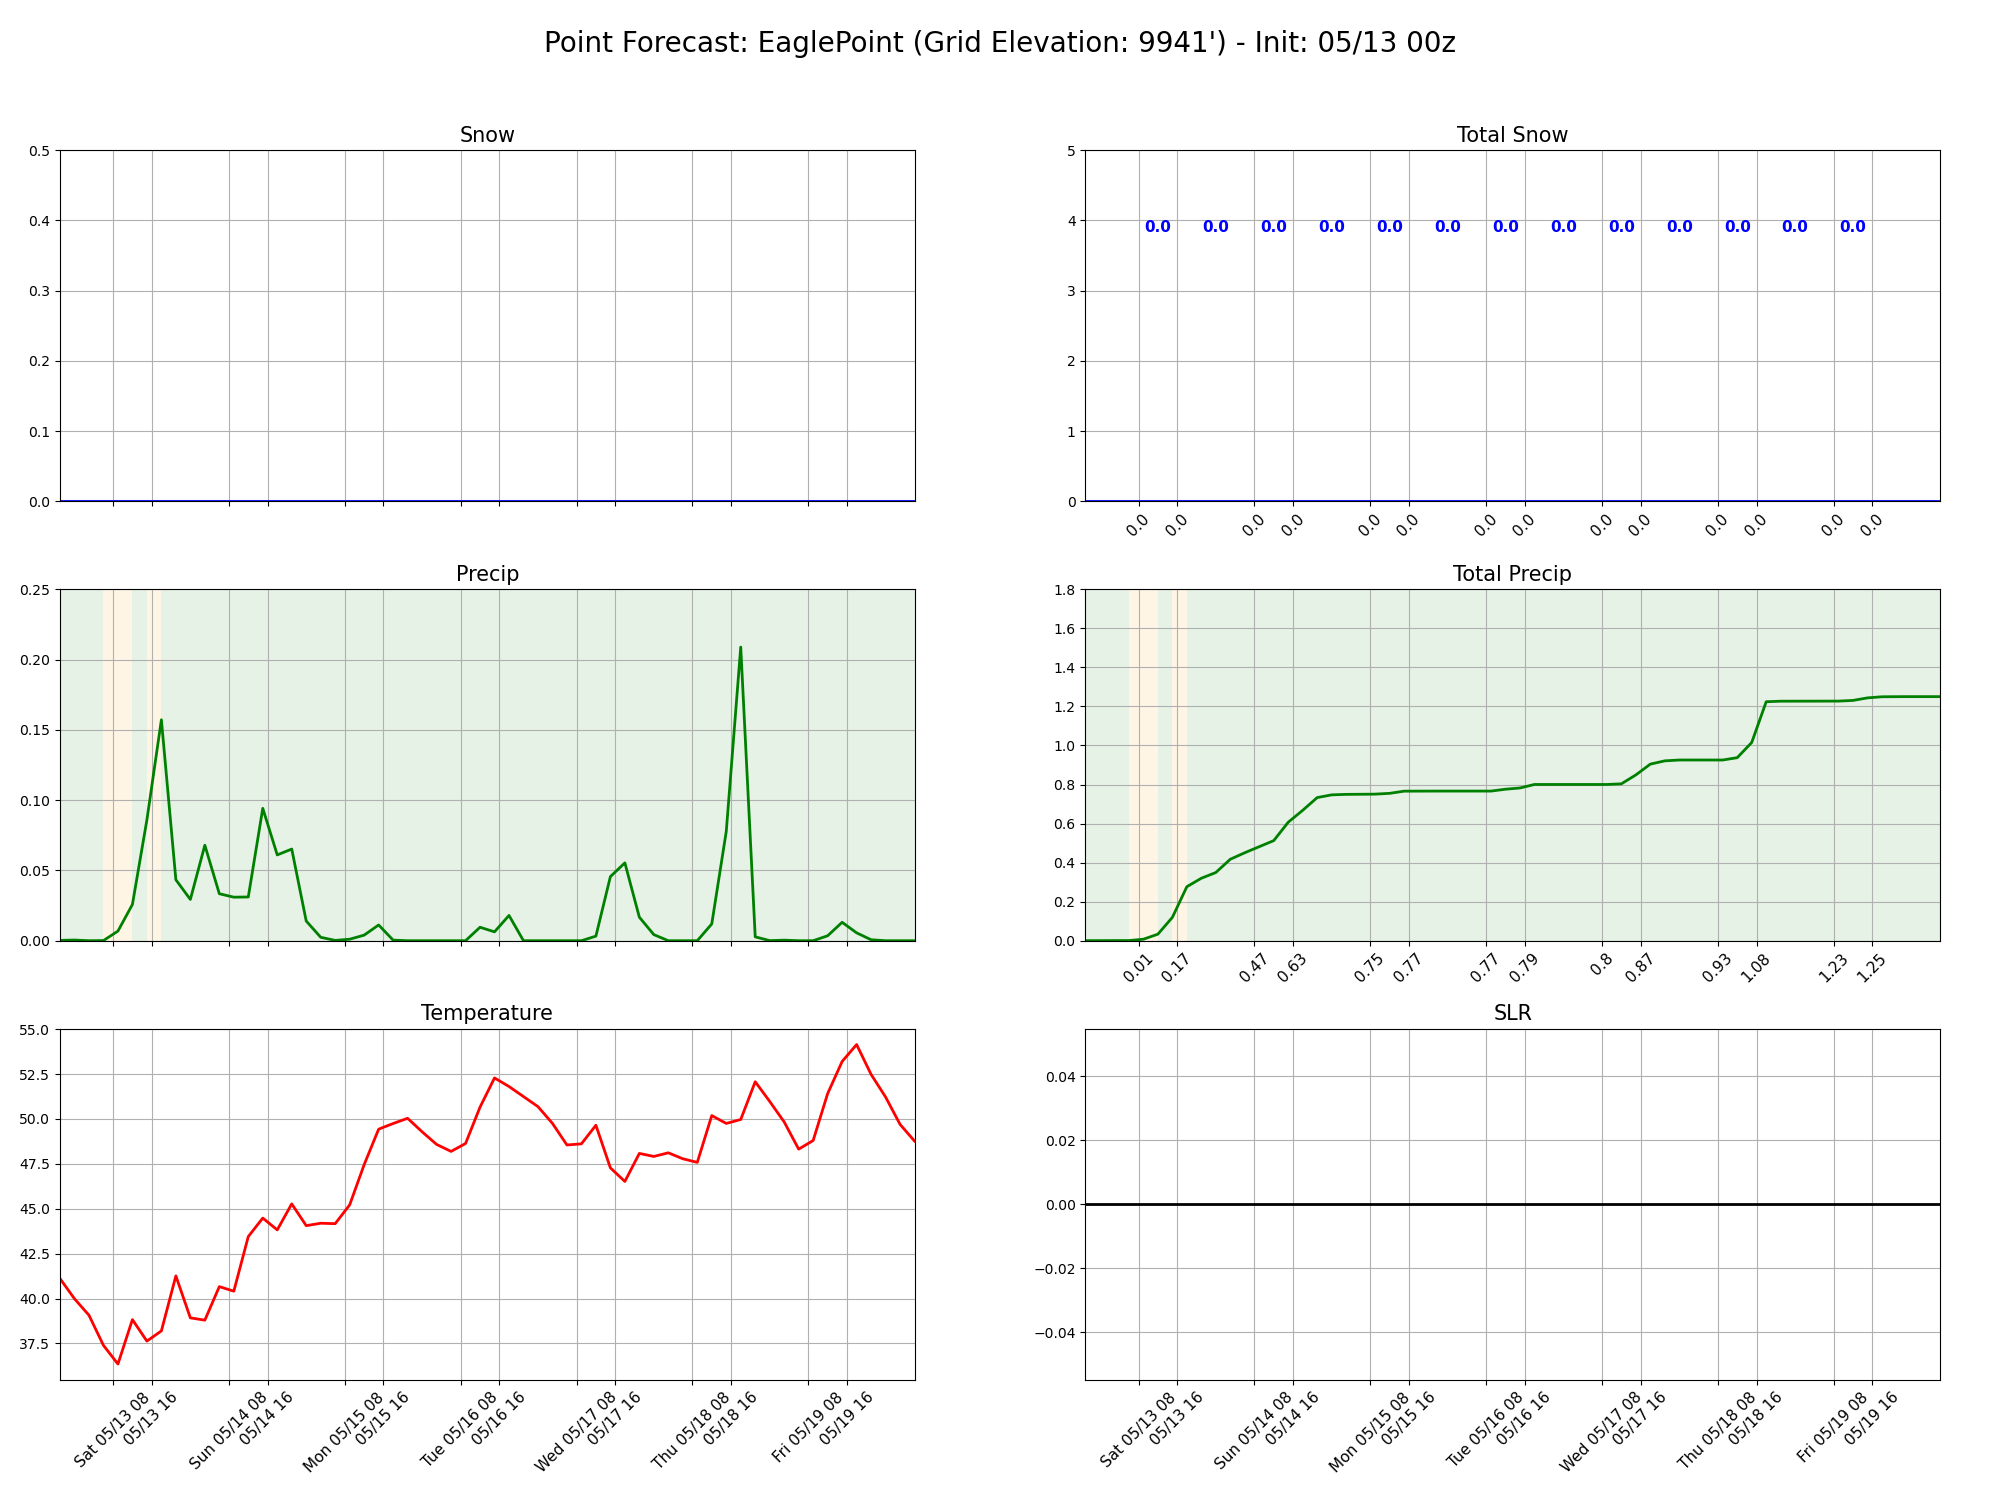 Point Forecast: EaglePoint (Grid Elevation: 9941') - Init: 05/13 00z
Snow
0.5
0.4
0.3
0.2
0.1
0.0
Total Snow
5
4
3
2
1
0
0.0 0.0 0.0 0.0 0.0 0.0 0.0 0.0 0.0 0.0 0.0 0.0 0.0
0.0 0.0 0.0 0.0 0.0 0.0 0.0 0.0 0.0 0.0 0.0 0.0 0.0 0.0
Precip
0.25
0.20
0.15
0.10
0.05
0.00
Total Precip
1.8
1.6
1.4
1.2
1.0
0.8
0.6
0.4
0.2
0.0
0.01 0.17 0.47 0.63 0.75 0.77 0.77 0.79 0.8 0.87 0.93 1.08 1.23 1.25
Temperature
55.0
52.5
50.0
47.5
45.0
42.5
40.0
37.5
Sat 05/13 08
05/13 16
Sun 05/14 08
05/14 16
Mon 05/15 08
05/15 16
Tue 05/16 08
05/16 16
Wed 05/17 08
05/17 16
Thu 05/18 08
05/18 16
Fri 05/19 08
05/19 16
SLR
0.04
0.02
0.00
−0.02
−0.04
Sat 05/13 08
05/13 16
Sun 05/14 08
05/14 16
Mon 05/15 08
05/15 16
Tue 05/16 08
05/16 16
Wed 05/17 08
05/17 16
Thu 05/18 08
05/18 16
Fri 05/19 08
05/19 16